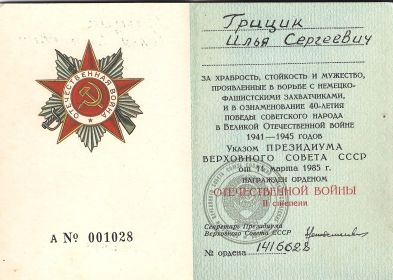 ОТЕЧЕСТВЕННАЯ ВОЙНА
А № 001028
Грицик
Илья Сергеевич
ЗА ХРАБРОСТЬ, СТОЙКОСТЬ И МУЖЕСТВО,
ПРОЯВЛЕННЫЕ В БОРЬБЕ С НЕМЕЦКО-
ФАШИСТСКИМИ ЗАХВАТЧИКАМИ,
И В ОЗНАМЕНОВАНИЕ 40-ЛЕТИЯ
ПОБЕДЫ СОВЕТСКОГО НАРОДА
В ВЕЛИКОЙ ОТЕЧЕСТВЕННОЙ ВОЙНЕ
1941—1945 ГОДОВ
УКАЗОМ ПРЕЗИДИУМА
ВЕРХОВНОГО СОВЕТА СССР
от 11 марта 1985 г.
НАГРАЖДЕН ОРДЕНОМ
ОТЕЧЕСТВЕННОЙ ВОЙНЫ
II степени
Секретарь Президиума
Верховного Совета СССР
№ ордена 1416628